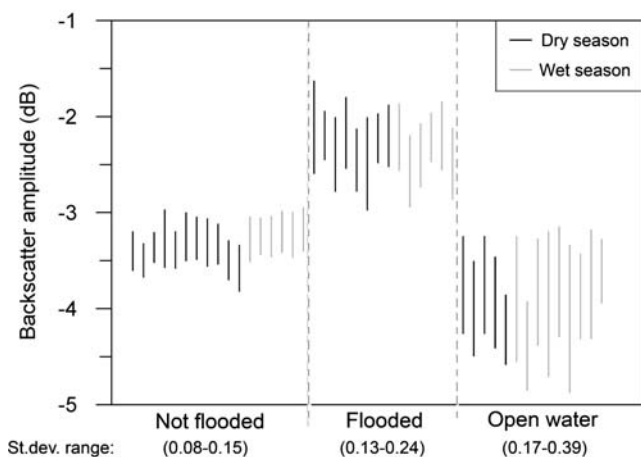 -1
Dry season
Wet season
-2
-3
-4
-5
Backscatter amplitude (dB)
Not flooded Flooded Open water
St.dev. range: (0.08-0.15) (0.13-0.24) (0.17-0.39)